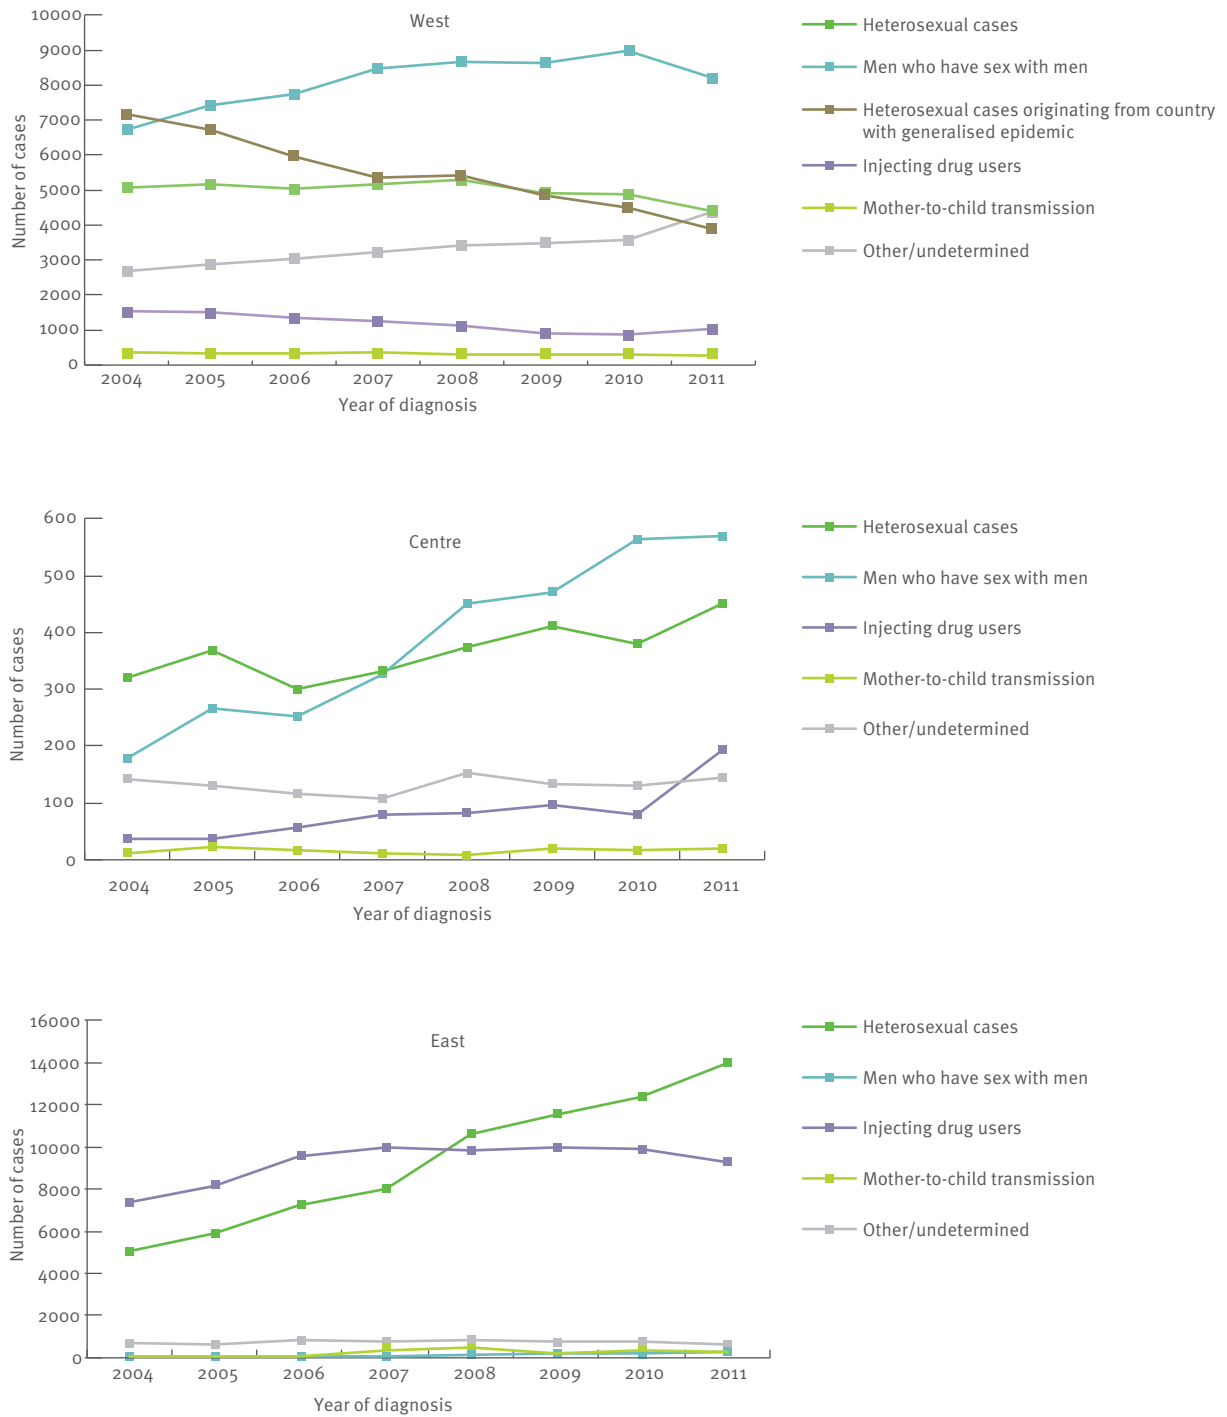 West
10000
9000
8000
7000
6000
5000
4000
3000
2000
1000
0
Number of cases
2004 2005 2006 2007 2008 2009 2010 2011
Year of diagnosis
Heterosexual cases
Men who have sex with men
Heterosexual cases originating from country
with generalised epidemic
Injecting drug users
Mother-to-child transmission
Other/undetermined
Centre
600
500
400
300
200
100
0
Number of cases
2004 2005 2006 2007 2008 2009 2010 2011
Year of diagnosis
Heterosexual cases
Men who have sex with men
Injecting drug users
Mother-to-child transmission
Other/undetermined
East
16000
14000
12000
10000
8000
6000
4000
2000
0
Number of cases
2004 2005 2006 2007 2008 2009 2010 2011
Year of diagnosis
Heterosexual cases
Men who have sex with men
Injecting drug users
Mother-to-child transmission
Other/undetermined